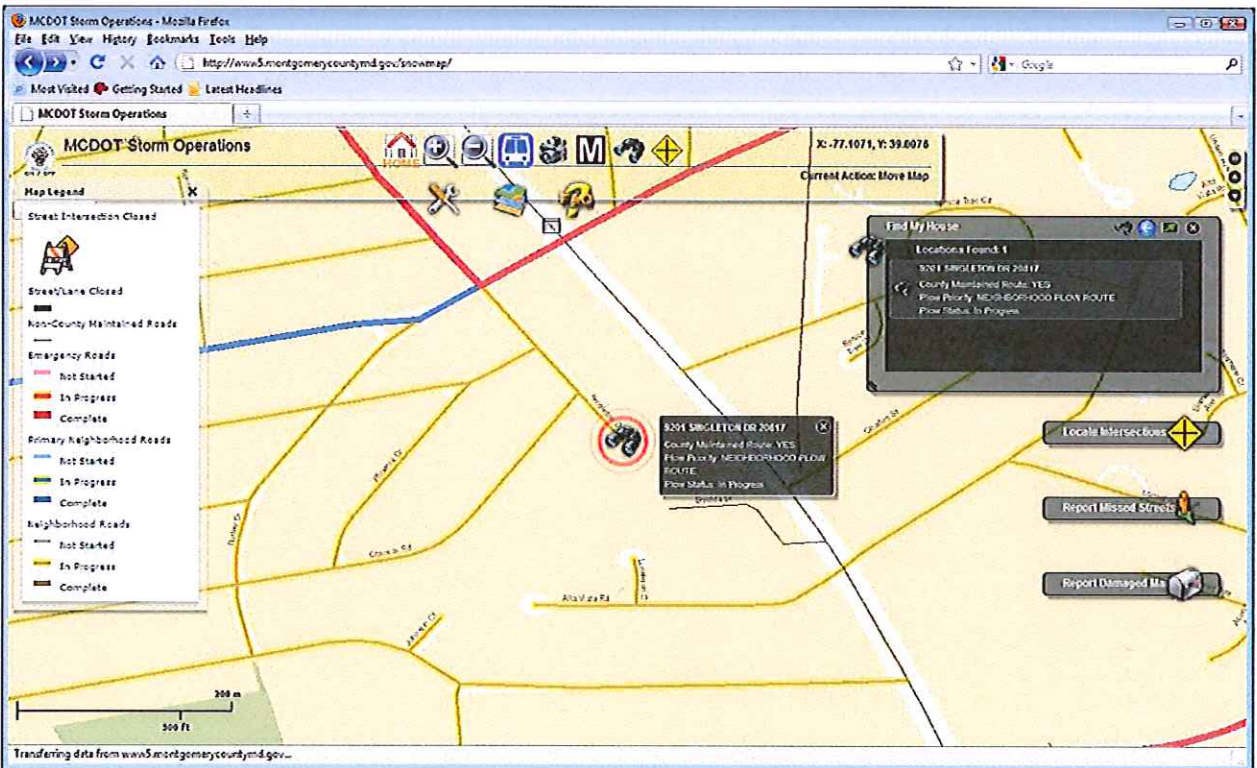 MCDOT Storm Operations - Mozilla Firefox
File Edit View History Bookmarks Tools Help
http://www5.montgomerycountymd.gov/snowmap/
Google
Most Visited Getting Started Latest Headlines
MCDOT Storm Operations
MCDOT Storm Operations
HOME
M
X: -77.1071, Y: 39.0078
Current Action: Move Map
Map Legend
Street Intersection Closed
Street/Lane Closed
Non-County Maintained Roads
Emergency Roads
Not Started
In Progress
Complete
Primary Neighborhood Roads
Not Started
In Progress
Complete
Neighborhood Roads
Not Started
In Progress
Complete
Find My House
Locations Found: 1
9201 SINGLETON DR 20817
County Maintained Route: YES
Plow Priority: NEIGHBORHOOD PLOW ROUTE
Plow Status: In Progress
9201 SINGLETON DR 20817
County Maintained Route: YES
Plow Priority: NEIGHBORHOOD PLOW
ROUTE
Plow Status: In Progress
Locate Intersections
Report Missed Streets
Report Damaged Ma
Alta Vista Rd
200 m
500 ft
Transferring data from www5.montgomerycountymd.gov...